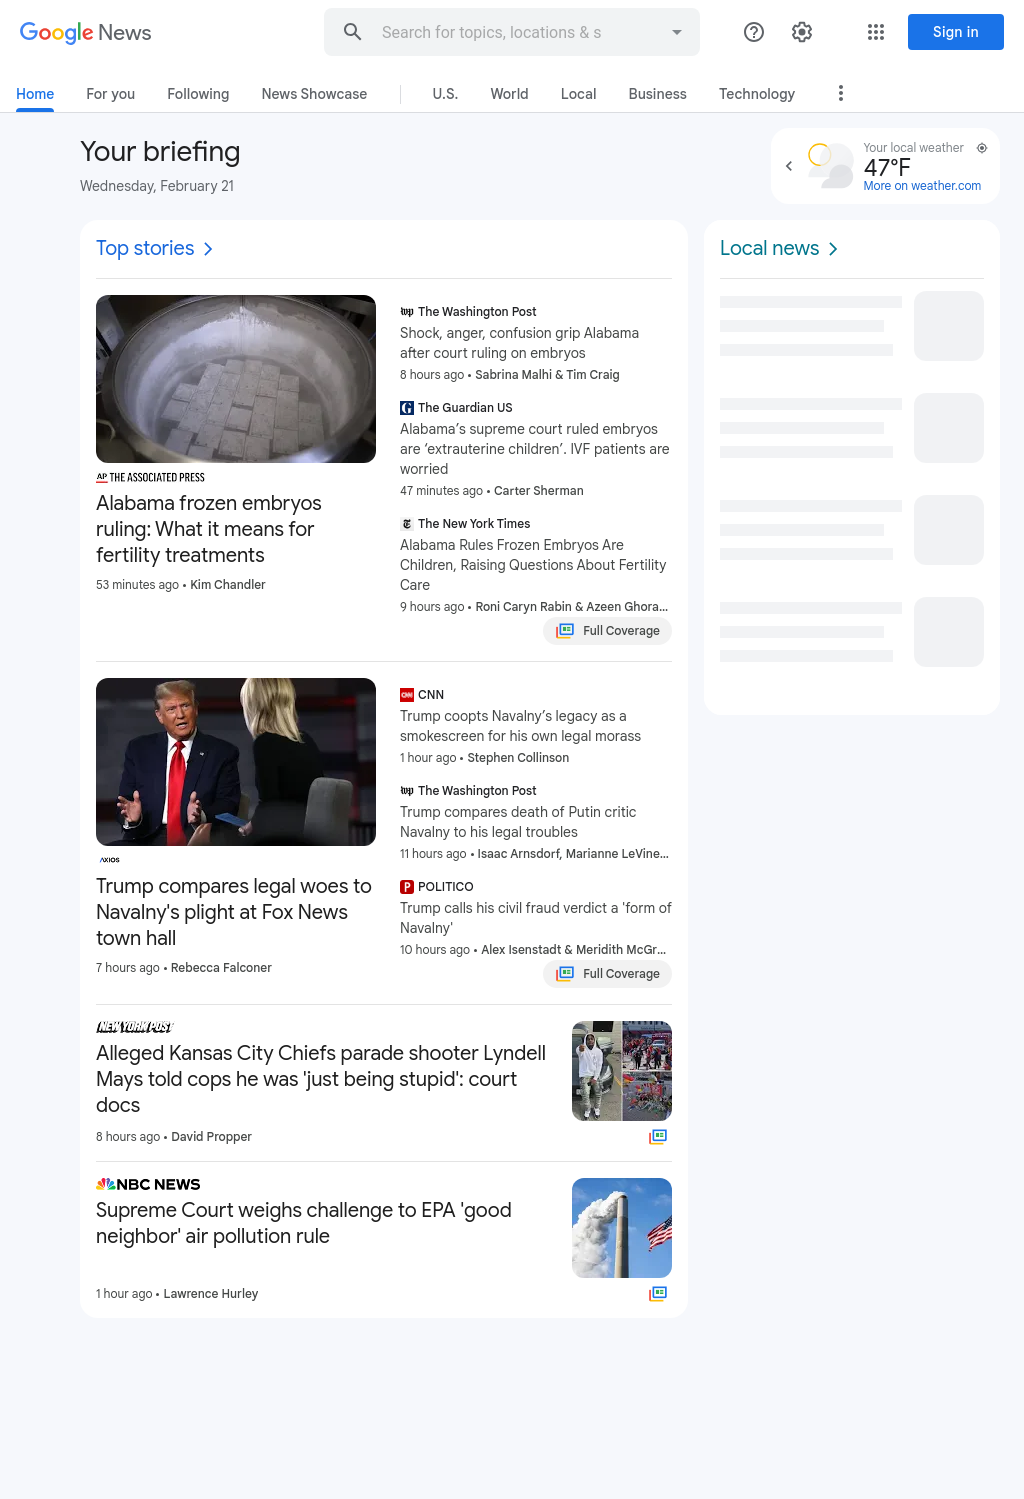 Google News
Search for topics, locations & s
Sign in
Home
For you
Following
News Showcase
U.S.
World
Local
Business
Technology
Your briefing
Wednesday, February 21
Your local weather
47°F
More on weather.com
Top stories
THE ASSOCIATED PRESS
AP
Alabama frozen embryos
ruling: What it means for
fertility treatments
53 minutes ago • Kim Chandler
wp The Washington Post
Shock, anger, confusion grip Alabama
after court ruling on embryos
8 hours ago • Sabrina Malhi & Tim Craig
G The Guardian US
Alabama’s supreme court ruled embryos
are ‘extrauterine children’. IVF patients are
worried
47 minutes ago • Carter Sherman
T The New York Times
Alabama Rules Frozen Embryos Are
Children, Raising Questions About Fertility
Care
9 hours ago • Roni Caryn Rabin & Azeen Ghora...
Full Coverage
AXIOS
Trump compares legal woes to
Navalny's plight at Fox News
town hall
7 hours ago • Rebecca Falconer
CNN CNN
Trump coopts Navalny’s legacy as a
smokescreen for his own legal morass
1 hour ago • Stephen Collinson
wp The Washington Post
Trump compares death of Putin critic
Navalny to his legal troubles
11 hours ago • Isaac Arnsdorf, Marianne LeVine...
P POLITICO
Trump calls his civil fraud verdict a 'form of
Navalny'
10 hours ago • Alex Isenstadt & Meridith McGr...
Full Coverage
NEW YORK POST
Alleged Kansas City Chiefs parade shooter Lyndell
Mays told cops he was 'just being stupid': court
docs
8 hours ago • David Propper
NBC NEWS
Supreme Court weighs challenge to EPA 'good
neighbor' air pollution rule
1 hour ago • Lawrence Hurley
Local news